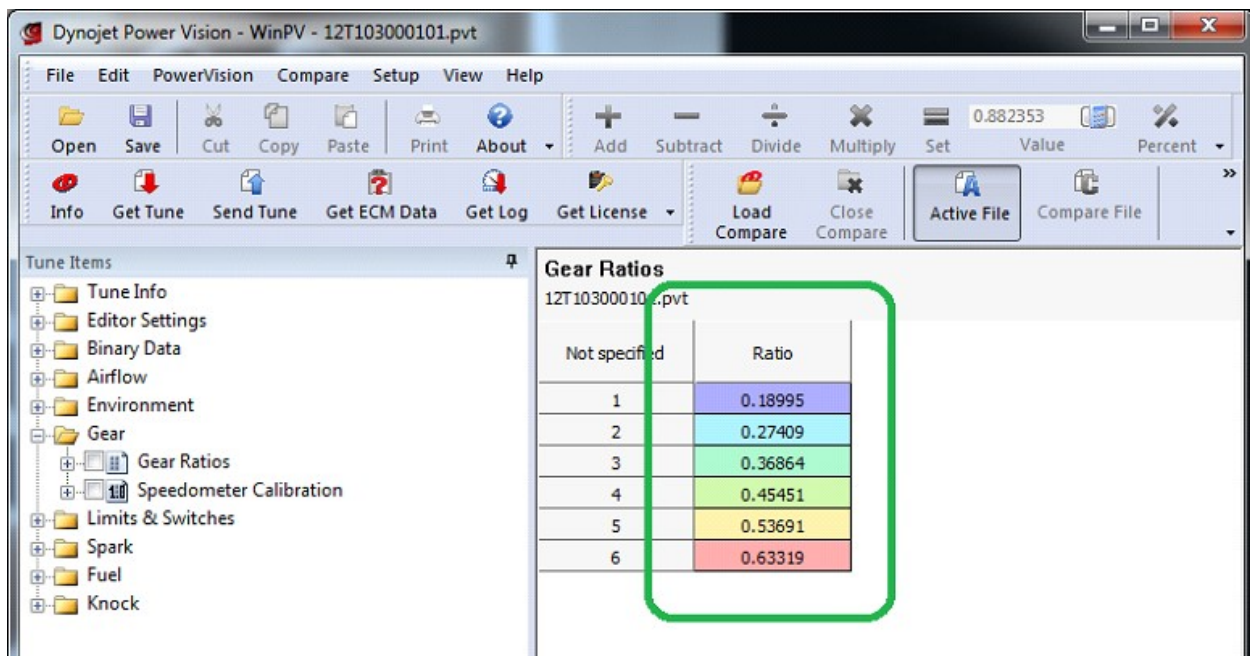 Dynojet Power Vision - WinPV - 12T103000101.pvt
File Edit PowerVision Compare Setup View Help
Open Save Cut Copy Paste Print About Add Subtract Divide Multiply Set 0.882353 Value Percent
Info Get Tune Send Tune Get ECM Data Get Log Get License Load Compare Close Compare Active File Compare File
Tune Items
Tune Info
Editor Settings
Binary Data
Airflow
Environment
Gear
Gear Ratios
Speedometer Calibration
Limits & Switches
Spark
Fuel
Knock
Gear Ratios
12T103000101.pvt
Not specified Ratio
1 0.18995
2 0.27409
3 0.36864
4 0.45451
5 0.53691
6 0.63319